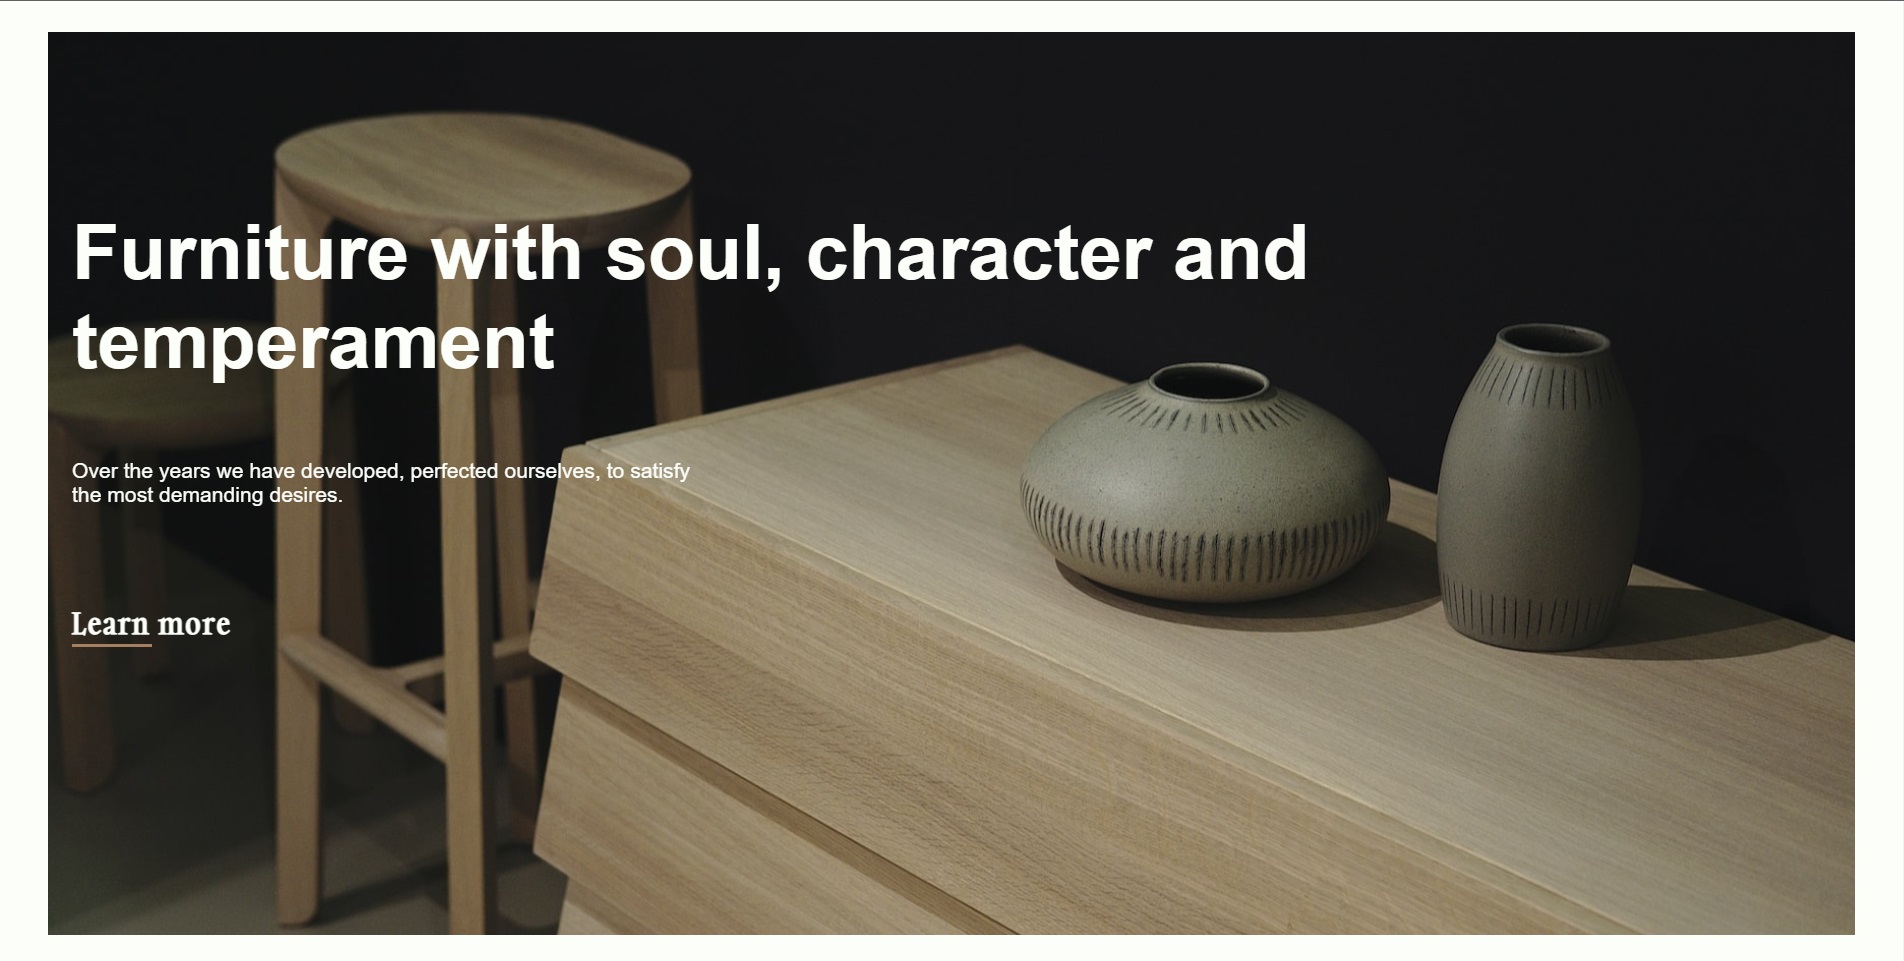 Furniture with soul, character and
temperament
Over the years we have developed, perfected ourselves, to satisfy
the most demanding desires.
Learn more